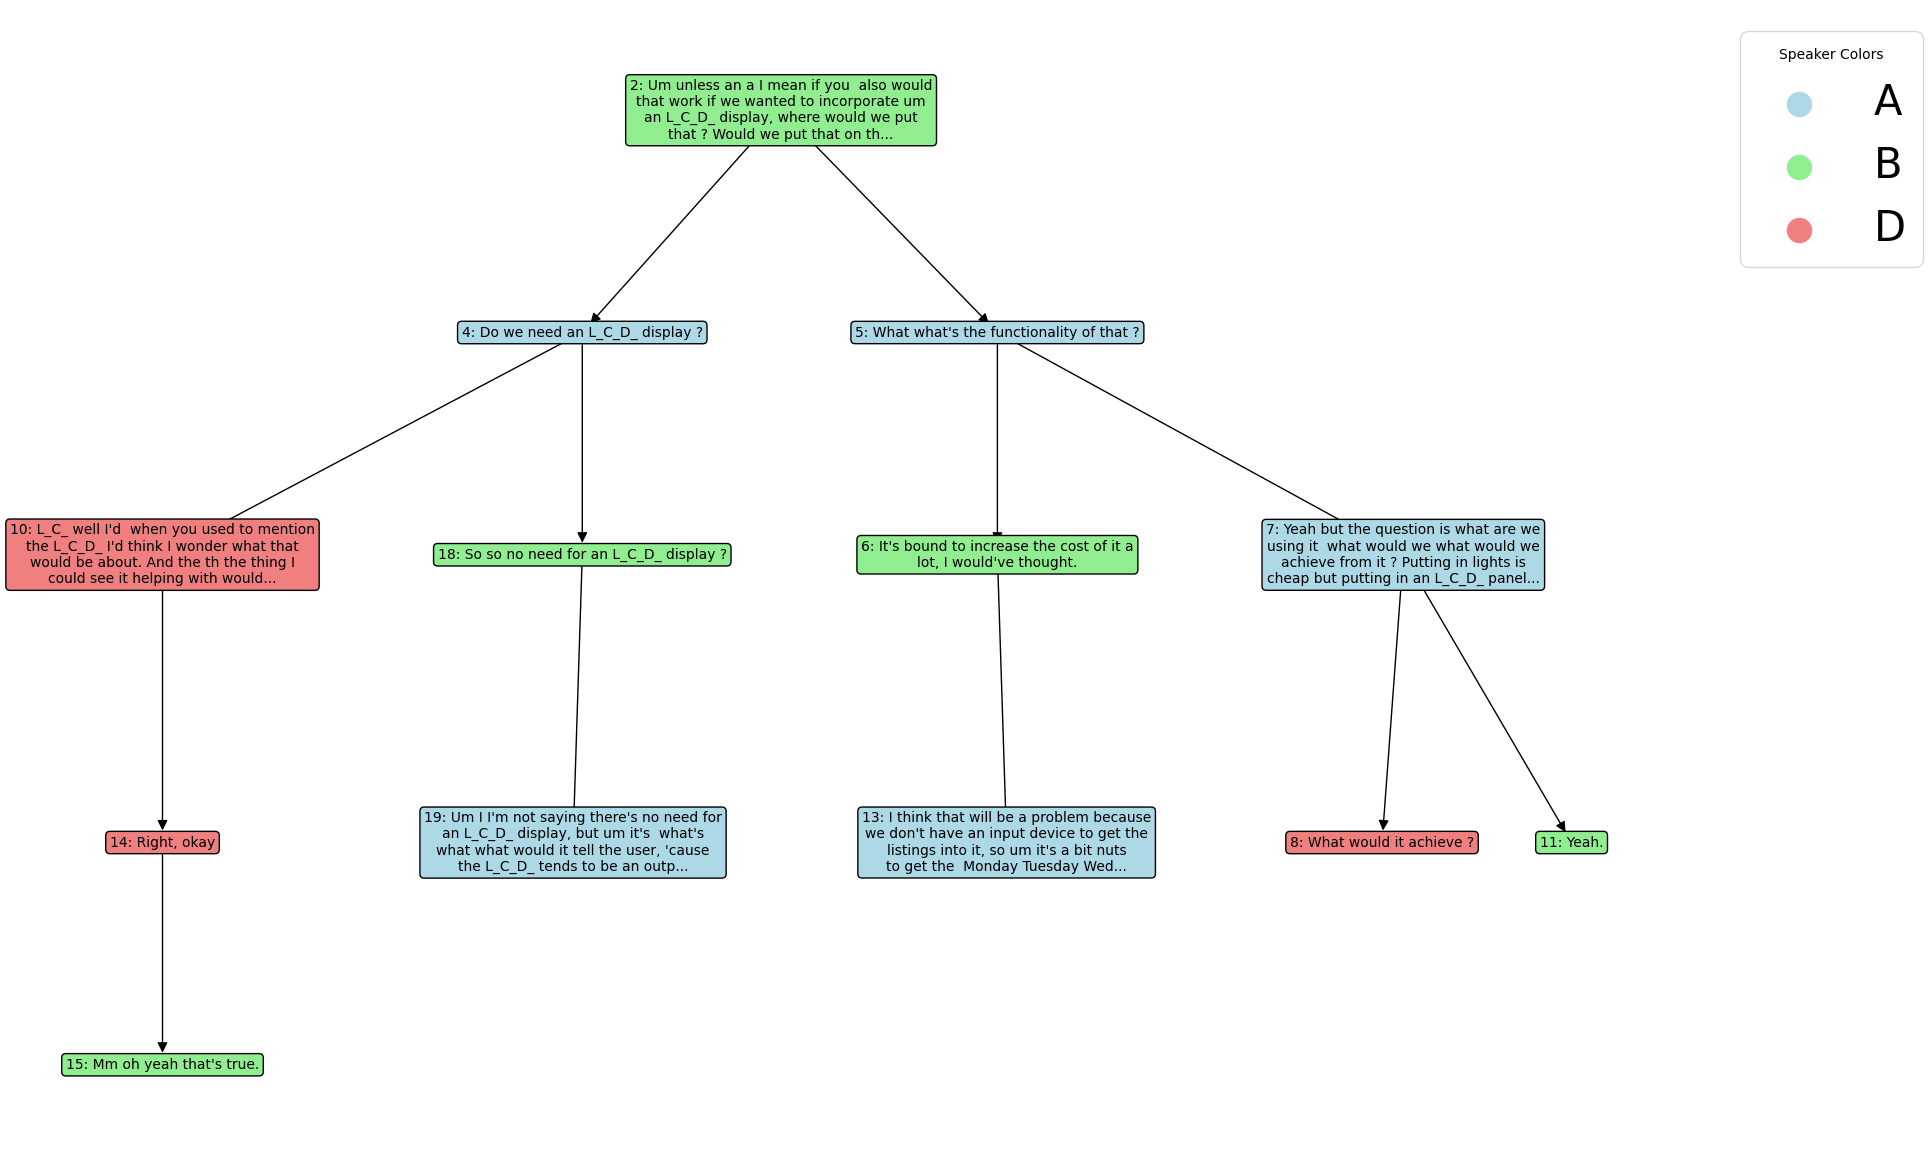 2: Um unless an a I mean if you  also would
that work if we wanted to incorporate um
an L_C_D_ display, where would we put
that ? Would we put that on th...
Speaker Colors
A
B
D
4: Do we need an L_C_D_ display ?
5: What what's the functionality of that ?
10: L_C_ well I'd  when you used to mention
the L_C_D_ I'd think I wonder what that
would be about. And the th the thing I
could see it helping with would...
18: So so no need for an L_C_D_ display ?
6: It's bound to increase the cost of it a
lot, I would've thought.
7: Yeah but the question is what are we
using it  what would we what would we
achieve from it ? Putting in lights is
cheap but putting in an L_C_D_ panel...
14: Right, okay
19: Um I I'm not saying there's no need for
an L_C_D_ display, but um it's  what's
what what would it tell the user, 'cause
the L_C_D_ tends to be an outp...
13: I think that will be a problem because
we don't have an input device to get the
listings into it, so um it's a bit nuts
to get the  Monday Tuesday Wed...
8: What would it achieve ?
11: Yeah.
15: Mm oh yeah that's true.